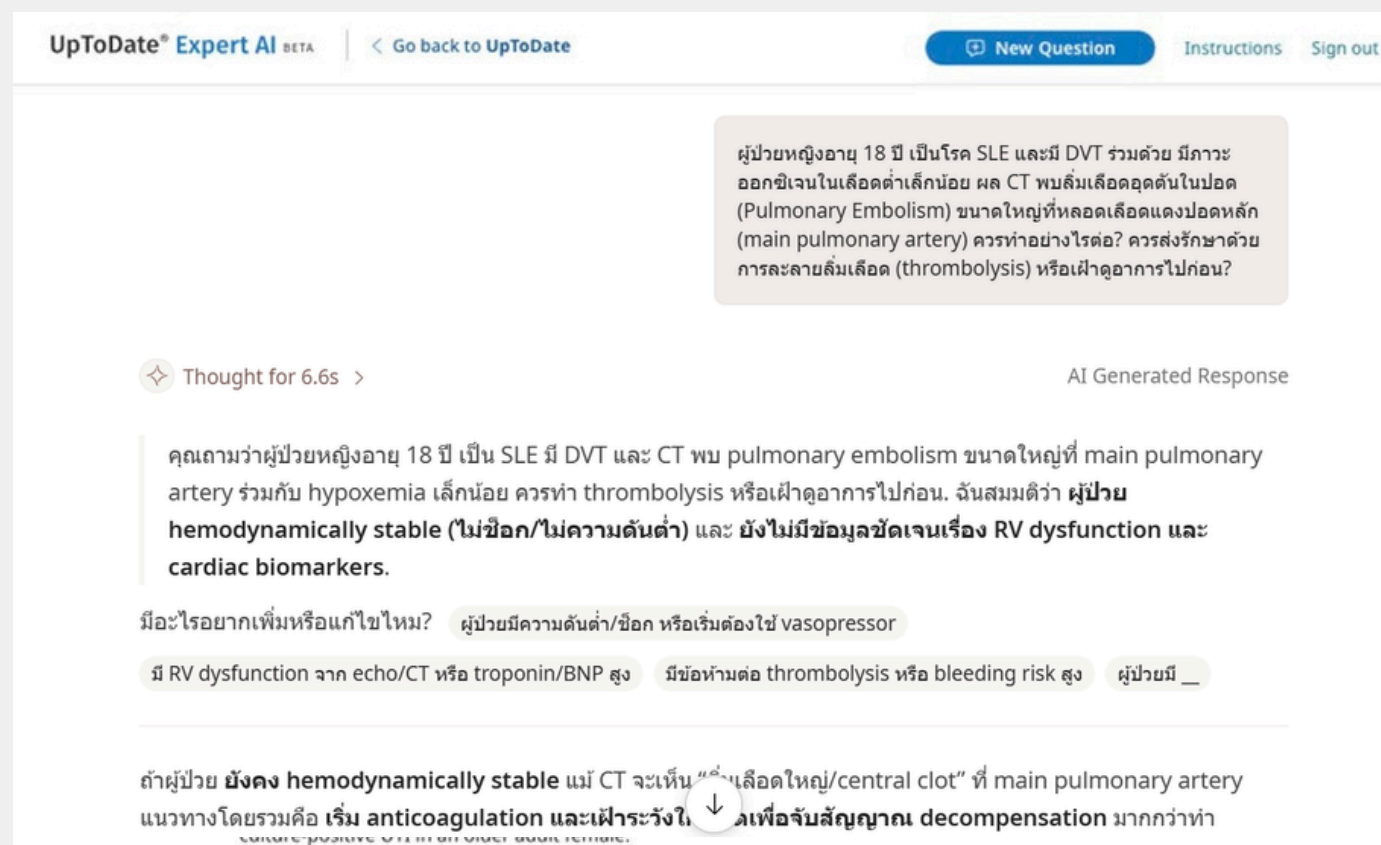 UpToDate® Expert AI BETA
< Go back to UpToDate
New Question
Instructions
Sign out
ผู้ป่วยหญิงอายุ 18 ปี เป็นโรค SLE และมี DVT ร่วมด้วย มีภาวะ
ออกซิเจนในเลือดต่ำเล็กน้อย ผล CT พบลิ่มเลือดอุดตันในปอด
(Pulmonary Embolism) ขนาดใหญ่ที่หลอดเลือดแดงปอดหลัก
(main pulmonary artery) ควรทำอย่างไรต่อ? ควรส่งรักษาด้วย
การละลายลิ่มเลือด (thrombolysis) หรือเฝ้าดูอาการไปก่อน?
Thought for 6.6s >
AI Generated Response
คุณถามว่าผู้ป่วยหญิงอายุ 18 ปี เป็น SLE มี DVT และ CT พบ pulmonary embolism ขนาดใหญ่ที่ main pulmonary
artery ร่วมกับ hypoxemia เล็กน้อย ควรทำ thrombolysis หรือเฝ้าดูอาการไปก่อน. ฉันสมมติว่า ผู้ป่วย
hemodynamically stable (ไม่ช็อก/ไม่ความดันต่ำ) และ ยังไม่มีข้อมูลชัดเจนเรื่อง RV dysfunction และ
cardiac biomarkers.
มีอะไรอยากเพิ่มหรือแก้ไขไหม? ผู้ป่วยมีความดันต่ำ/ช็อก หรือเริ่มต้องใช้ vasopressor
มี RV dysfunction จาก echo/CT หรือ troponin/BNP สูง มีข้อห้ามต่อ thrombolysis หรือ bleeding risk สูง ผู้ป่วยมี __
ถ้าผู้ป่วย ยังคง hemodynamically stable แม้ CT จะเห็น เลือดใหญ่/central clot” ที่ main pulmonary artery
แนวทางโดยรวมคือ เริ่ม anticoagulation และเฝ้าระวัง เพื่อจับสัญญาณ decompensation มากกว่าทำ
culture-positive UTI in an older adult female.